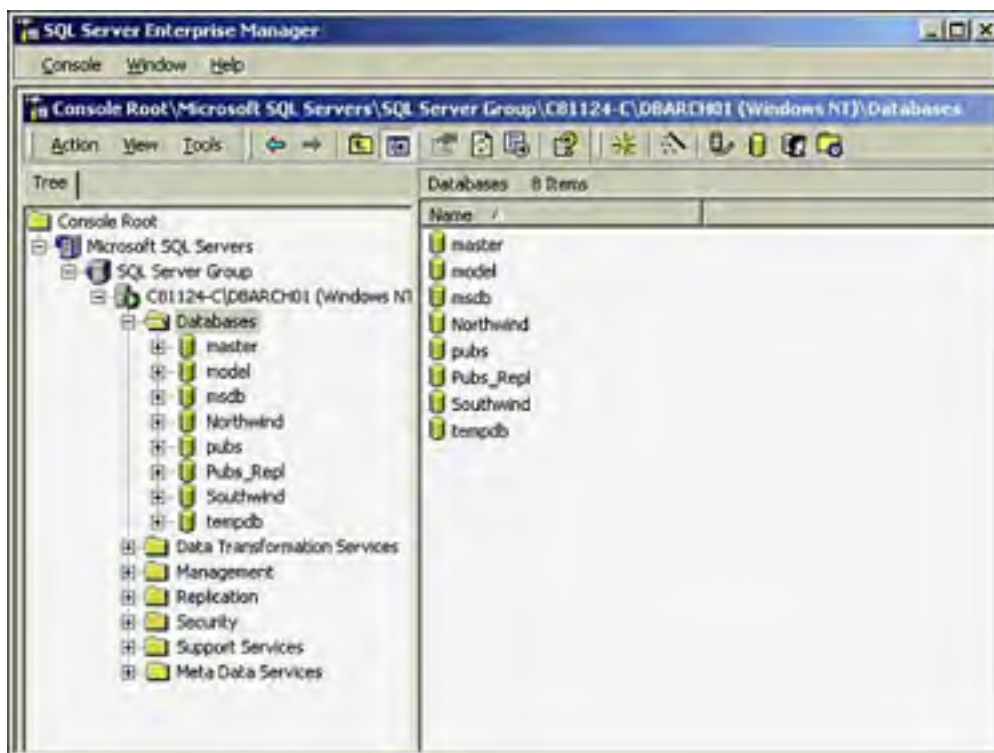 SQL Server Enterprise Manager
Console Window Help
Console Root\Microsoft SQL Servers\SQL Server Group\C81124-C\DBARCH01 (Windows NT)\Databases
Action View Tools
Tree
Databases 8 Items
Name
Console Root
Microsoft SQL Servers
SQL Server Group
C81124-C\DBARCH01 (Windows NT
Databases
master
model
msdb
Northwind
pubs
Pubs_Repl
Southwind
tempdb
Data Transformation Services
Management
Replication
Security
Support Services
Meta Data Services
master
model
msdb
Northwind
pubs
Pubs_Repl
Southwind
tempdb